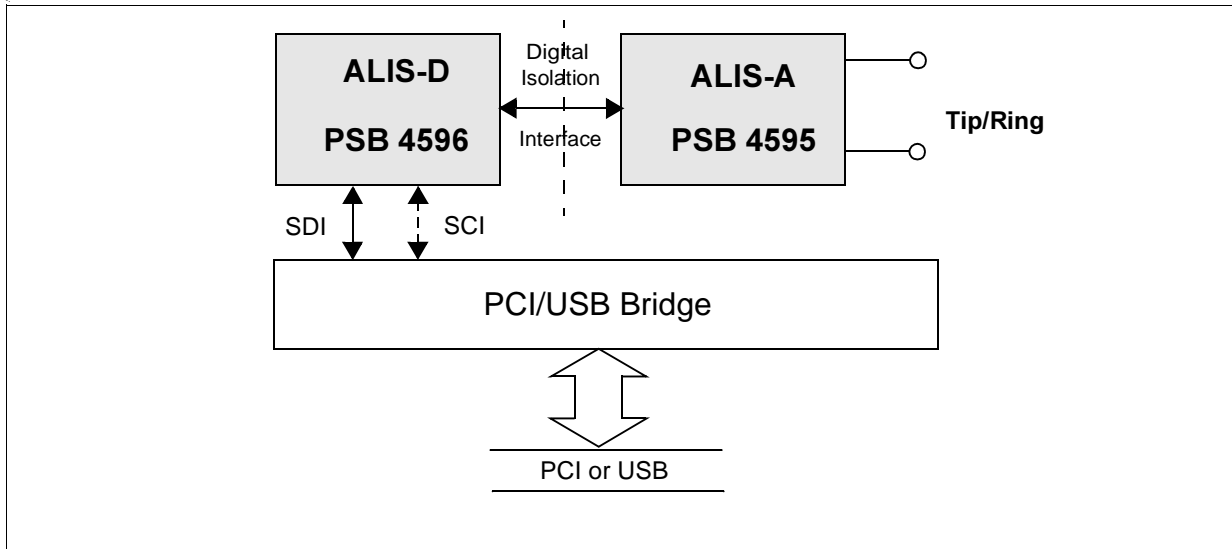 ALIS-D
PSB 4596
Digital
Isolation
Interface
ALIS-A
PSB 4595
Tip/Ring
SDI
SCI
PCI/USB Bridge
PCI or USB